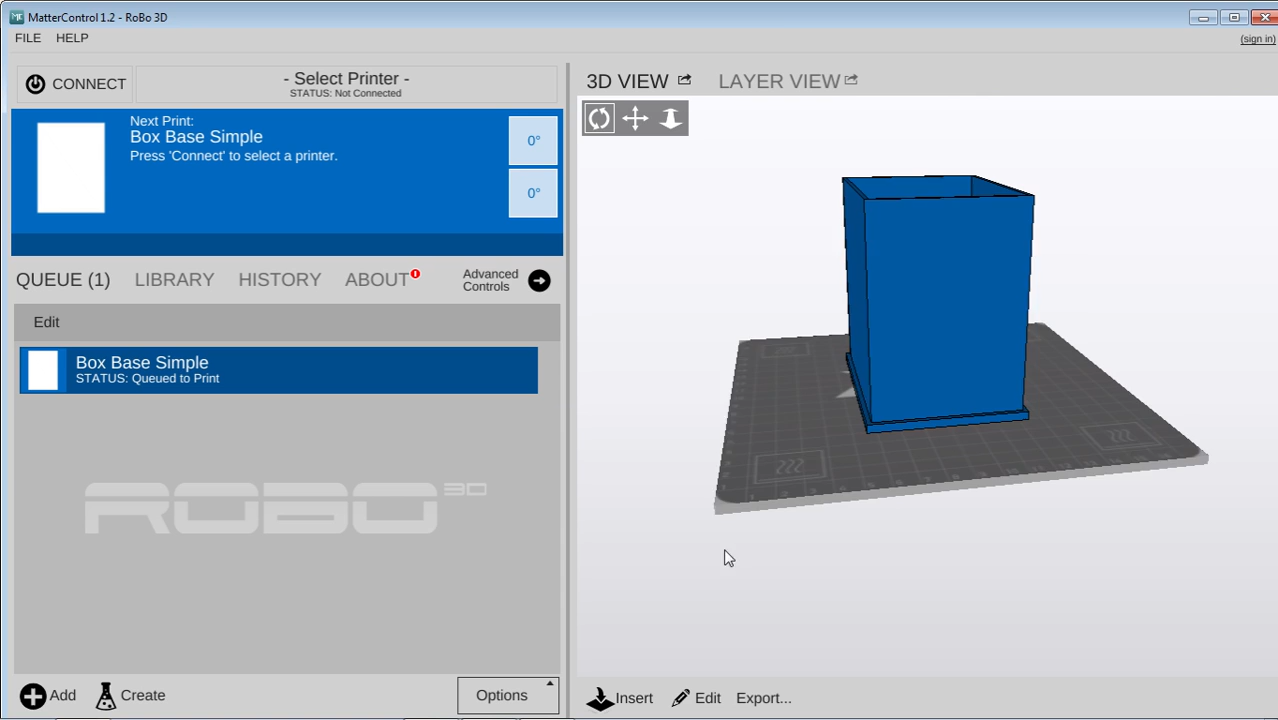 MatterControl 1.2 - RoBo 3D
FILE HELP
(sign in)
CONNECT
- Select Printer -
STATUS: Not Connected
3D VIEW
LAYER VIEW
Next Print:
Box Base Simple
Press 'Connect' to select a printer.
0°
0°
QUEUE (1) LIBRARY HISTORY ABOUT
Advanced
Controls
Edit
Box Base Simple
STATUS: Queued to Print
ROBO 3D
Add
Create
Options
Insert
Edit
Export...